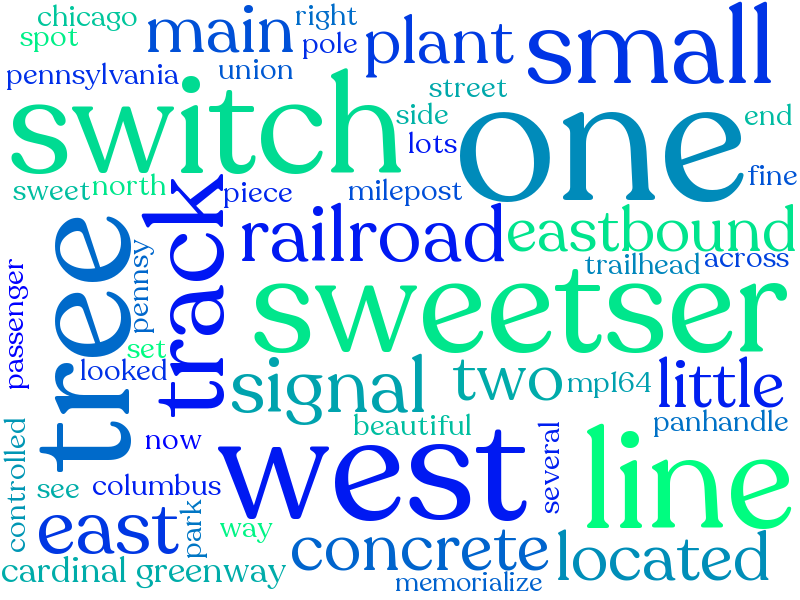 chicago
spot
main
right
pole
plant
small
pennsylvania
union
street
switch
side
lots
one
end
sweet
north
piece
milepost
fine
tree
track
railroad
eastbound
trailhead
across
passenger
pennsy
set
looked
sweetser
signal
two
mp164
little
beautiful
panhandle
controlled
now
west
several
line
see
columbus
east
park
way
concrete
located
cardinal greenway
memorialize